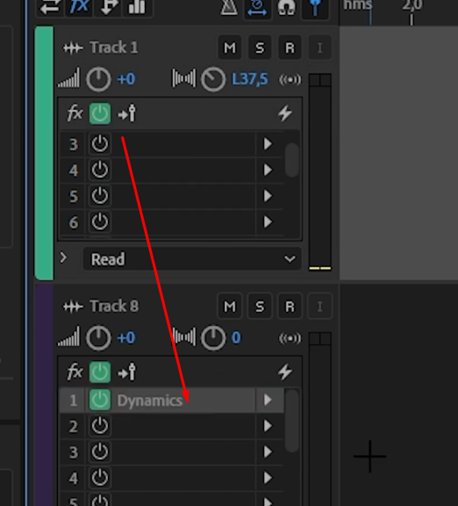 hms 2,0
Track 1 M S R I
+0 L37,5
fx
3
4
5
6
Read
Track 8 M S R I
+0 0
fx
1 Dynamics
2
3
4
5